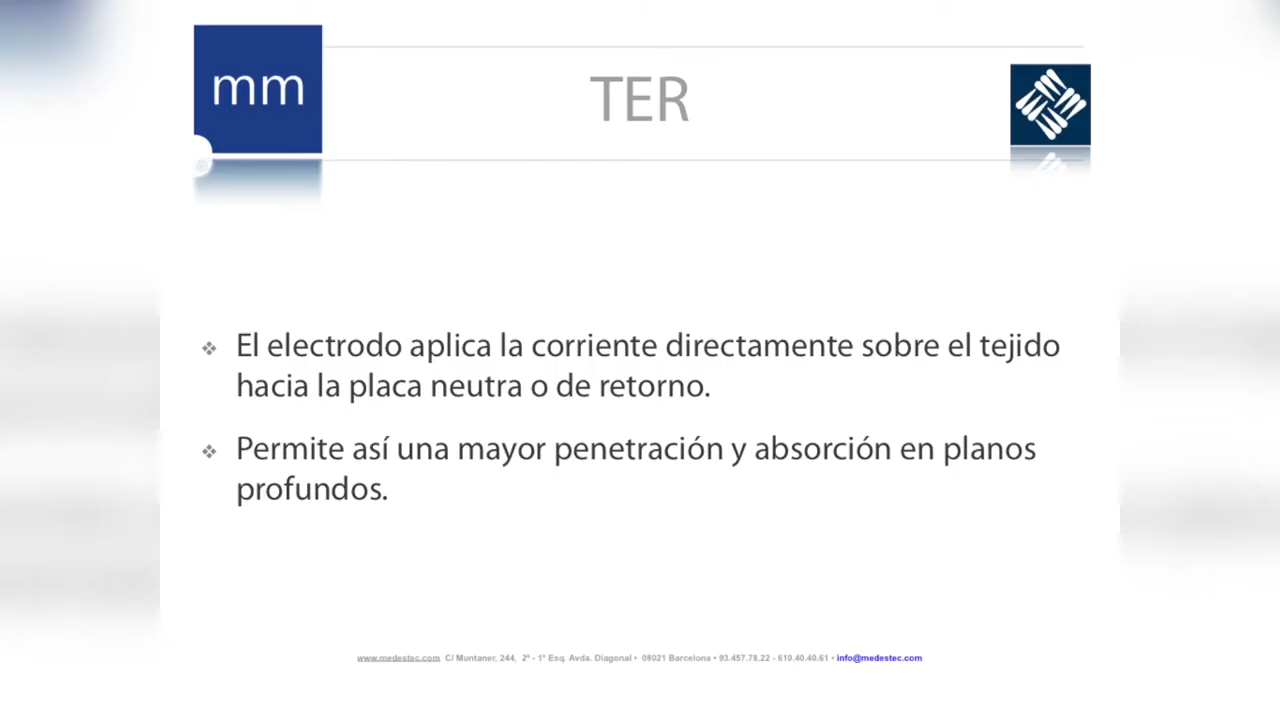 mm
TER
El electrodo aplica la corriente directamente sobre el tejido
hacia la placa neutra o de retorno.
Permite así una mayor penetración y absorción en planos
profundos.
www.medestec.com C/ Muntaner, 244, 2º - 1º Esq. Avda. Diagonal • 08021 Barcelona • 93.457.78.22 - 610.40.40.61 • info@medestec.com